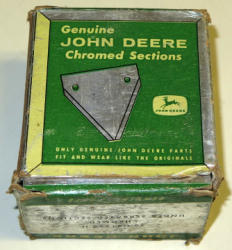 Genuine
JOHN DEERE
Chromed Sections
JOHN DEERE
ONLY GENUINE JOHN DEERE PARTS
FIT AND WEAR LIKE THE ORIGINALS